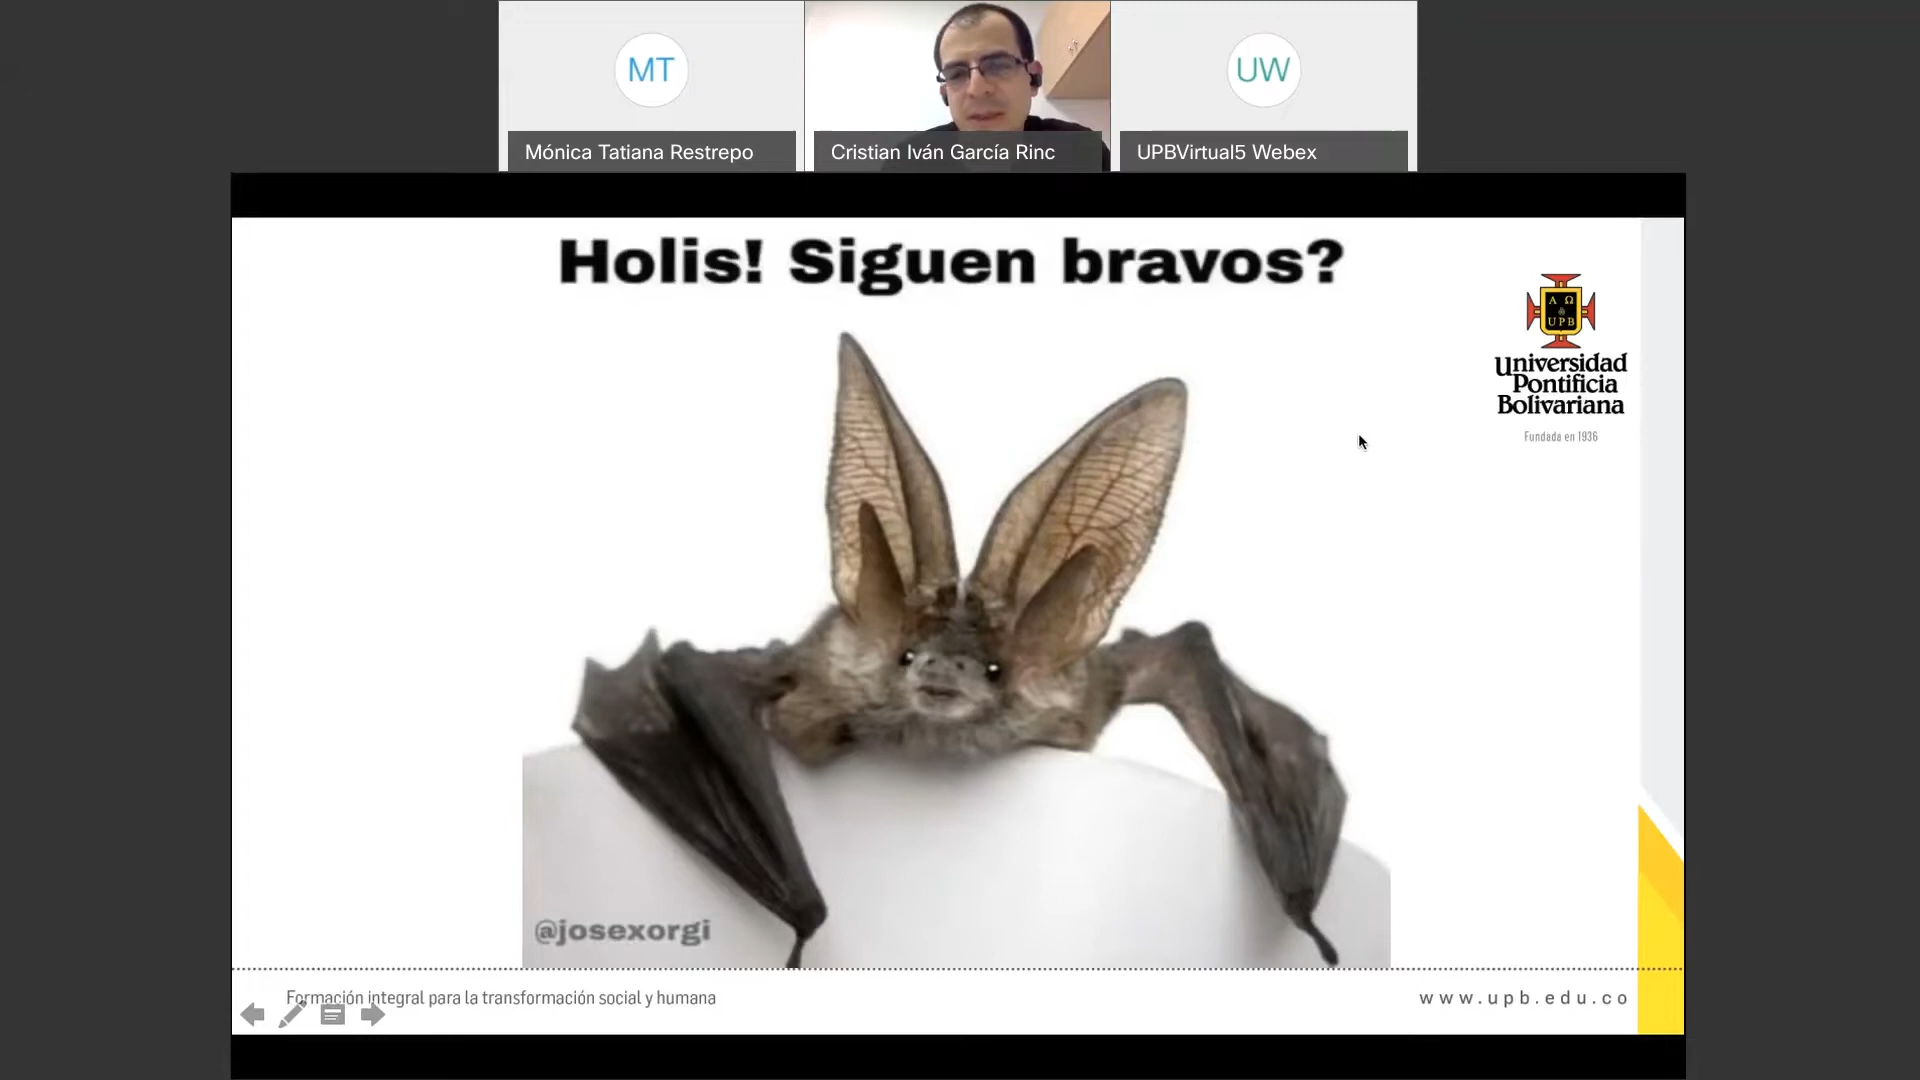 MT
UW
Mónica Tatiana Restrepo
Cristian Iván García Rinc
UPBVirtual5 Webex
Holis! Siguen bravos?
Α Ω
UPB
Universidad
Pontificia
Bolivariana
Fundada en 1936
@josexorgi
Formación integral para la transformación social y humana
www.upb.edu.co